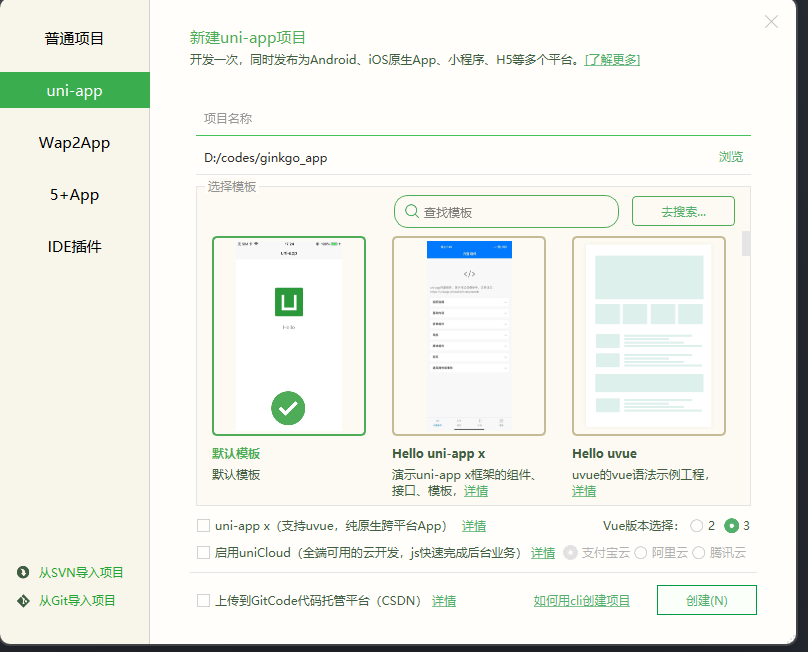 普通项目
uni-app
Wap2App
5+App
IDE插件
从SVN导入项目
从Git导入项目
新建uni-app项目
开发一次，同时发布为Android、iOS原生App、小程序、H5等多个平台。[了解更多]
项目名称
D:/codes/ginkgo_app 浏览
选择模板
查找模板 去搜索...
默认模板
默认模板
Hello uni-app x
演示uni-app x框架的组件、
接口、模板，详情
Hello uvue
uvue的vue语法示例工程，
详情
uni-app x（支持uvue，纯原生跨平台App） 详情 Vue版本选择： 2 3
启用uniCloud（全端可用的云开发，js快速完成后台业务） 详情 支付宝云 阿里云 腾讯云
上传到GitCode代码托管平台（CSDN） 详情 如何用cli创建项目 创建(N)